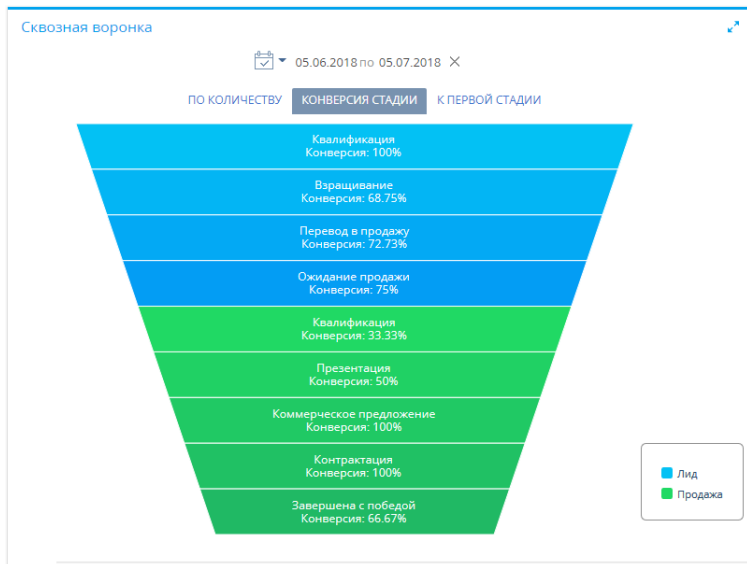 Сквозная воронка
05.06.2018 по 05.07.2018
ПО КОЛИЧЕСТВУ КОНВЕРСИЯ СТАДИИ К ПЕРВОЙ СТАДИИ
Квалификация
Конверсия: 100%
Взращивание
Конверсия: 68.75%
Перевод в продажу
Конверсия: 72.73%
Ожидание продажи
Конверсия: 75%
Квалификация
Конверсия: 33.33%
Презентация
Конверсия: 50%
Коммерческое предложение
Конверсия: 100%
Контрактация
Конверсия: 100%
Завершена с победой
Конверсия: 66.67%
Лид
Продажа